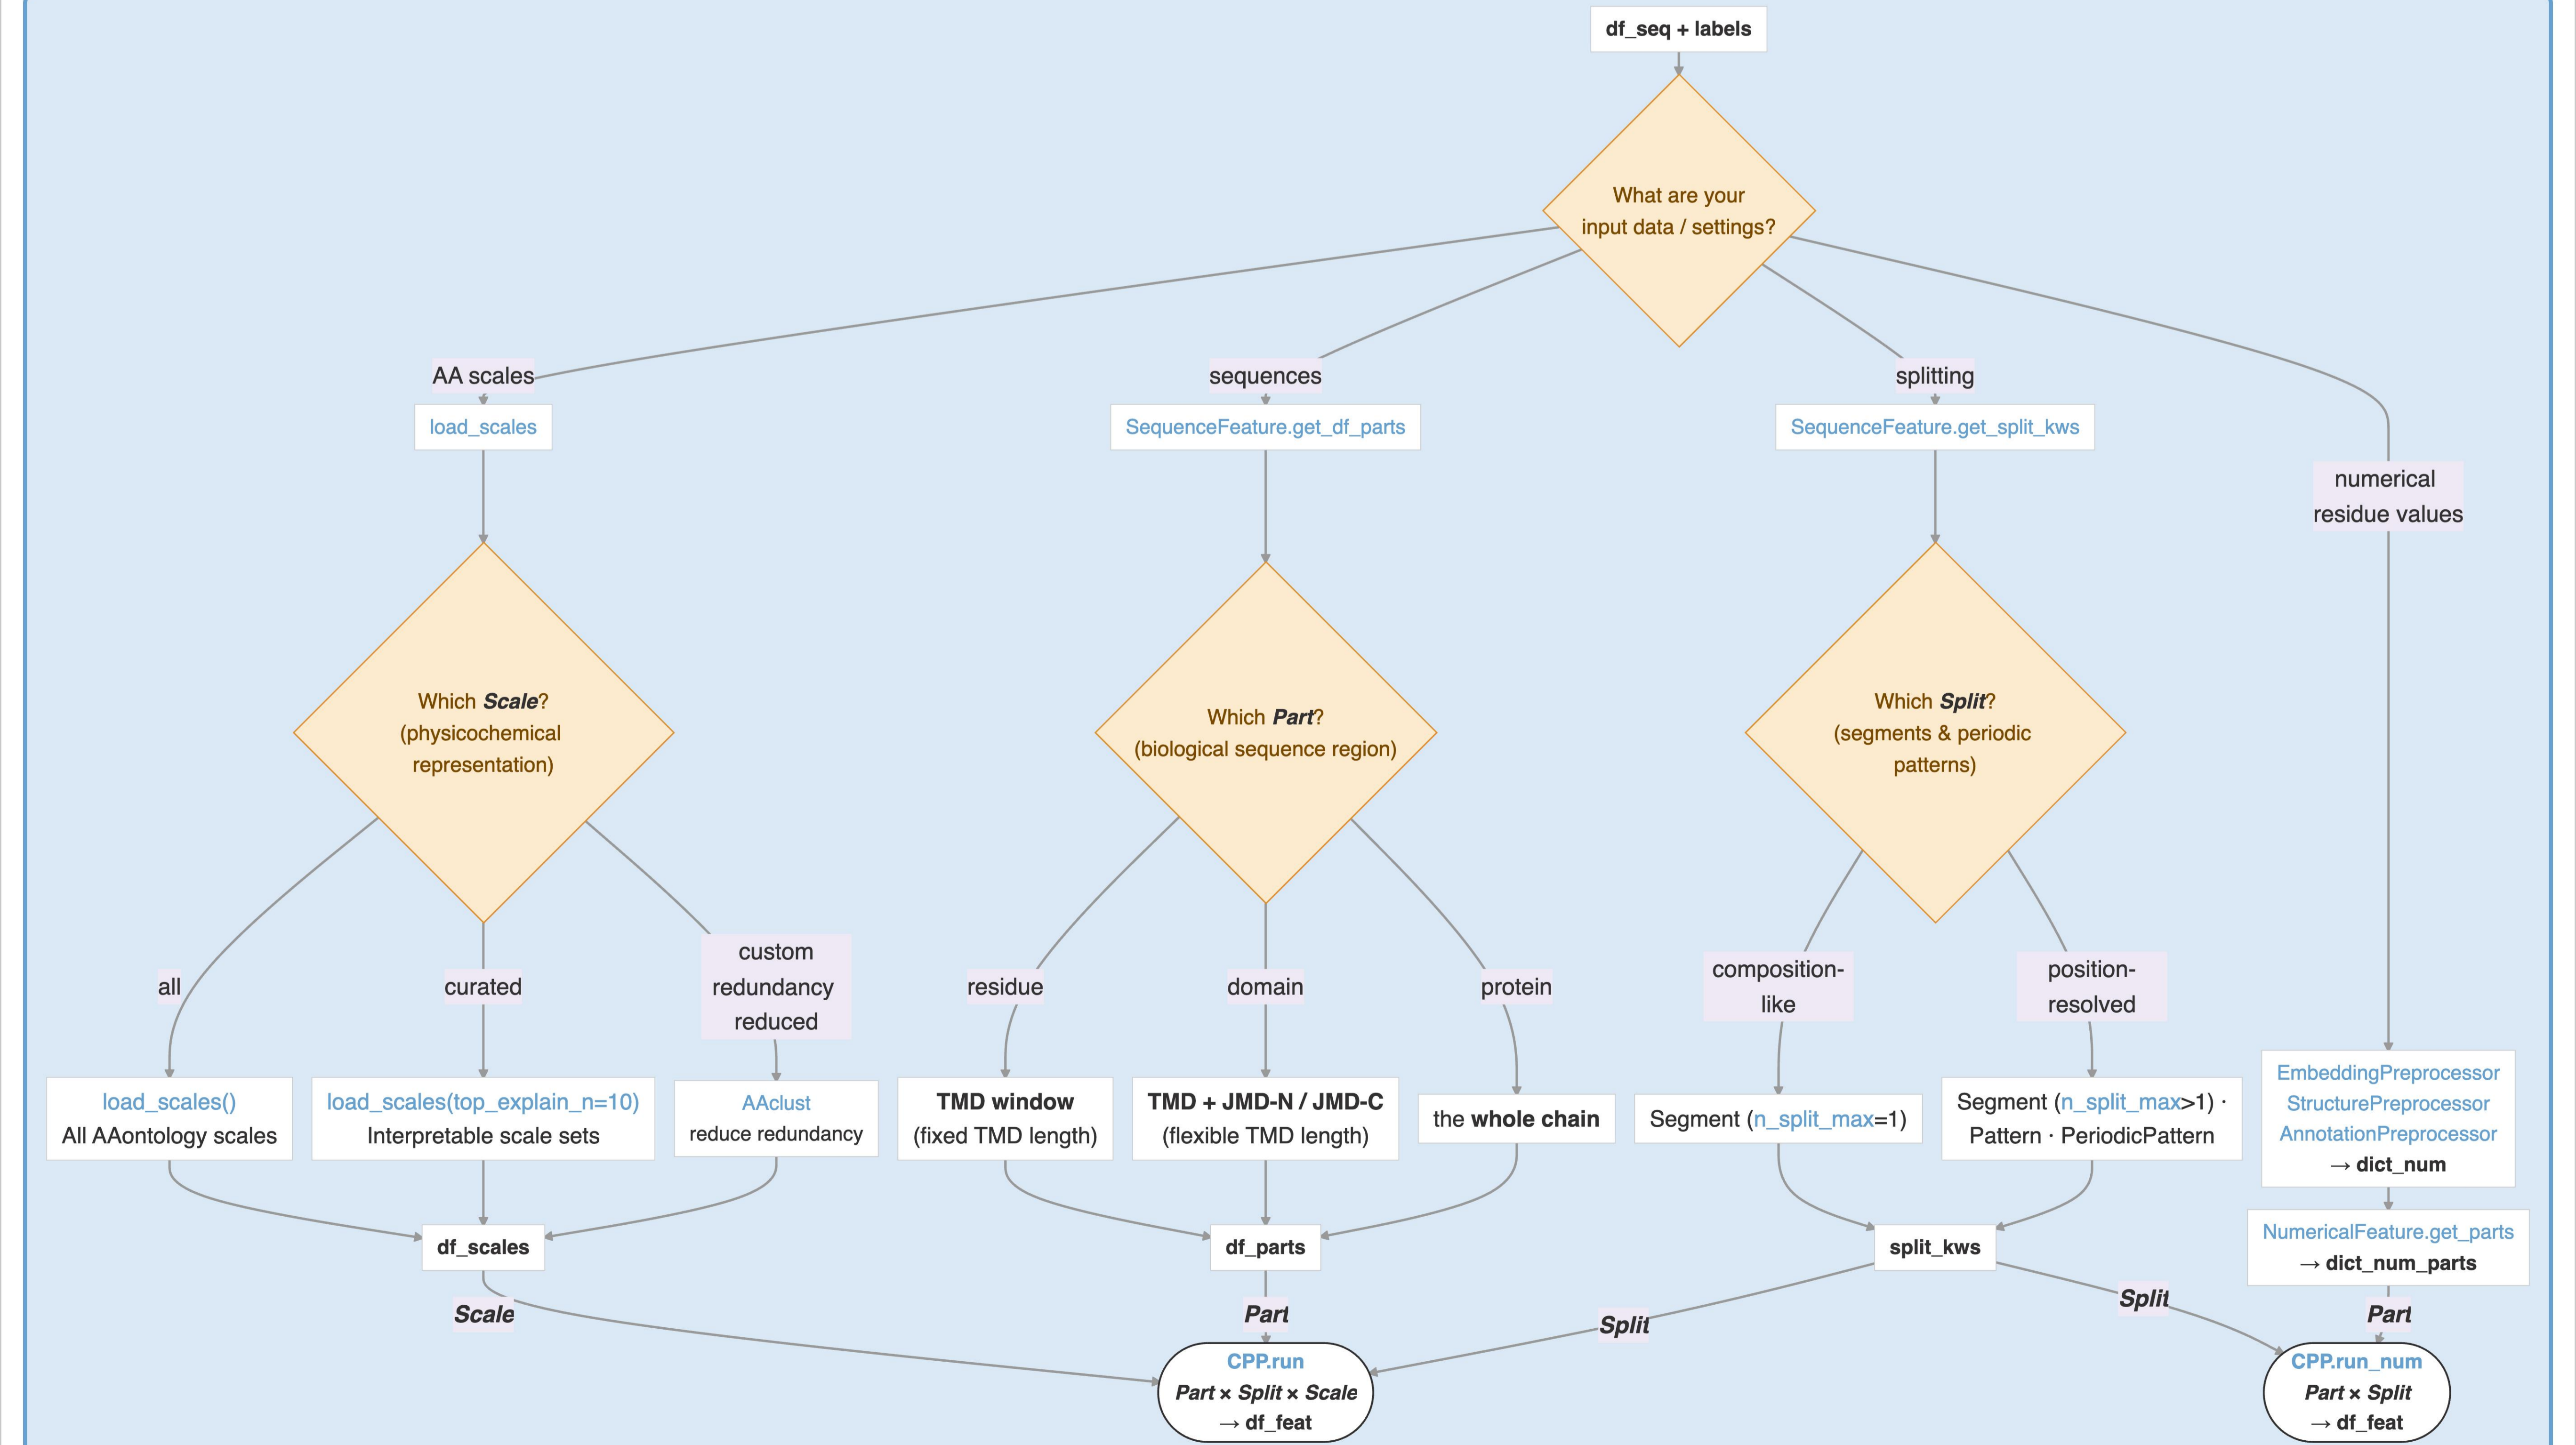 df_seq + labels
What are your
input data / settings?
AA scales
sequences
splitting
numerical
residue values
load_scales
SequenceFeature.get_df_parts
SequenceFeature.get_split_kws
Which Scale?
(physicochemical
representation)
Which Part?
(biological sequence region)
Which Split?
(segments & periodic
patterns)
all
curated
custom
redundancy
reduced
residue
domain
protein
composition-
like
position-
resolved
load_scales()
All AAontology scales
load_scales(top_explain_n=10)
Interpretable scale sets
AAclust
reduce redundancy
TMD window
(fixed TMD length)
TMD + JMD-N / JMD-C
(flexible TMD length)
the whole chain
Segment (n_split_max=1)
Segment (n_split_max>1) ·
Pattern · PeriodicPattern
EmbeddingPreprocessor
StructurePreprocessor
AnnotationPreprocessor
→ dict_num
df_scales
df_parts
split_kws
NumericalFeature.get_parts
→ dict_num_parts
Scale
Part
Split
Split
Part
CPP.run
Part × Split × Scale
→ df_feat
CPP.run_num
Part × Split
→ df_feat